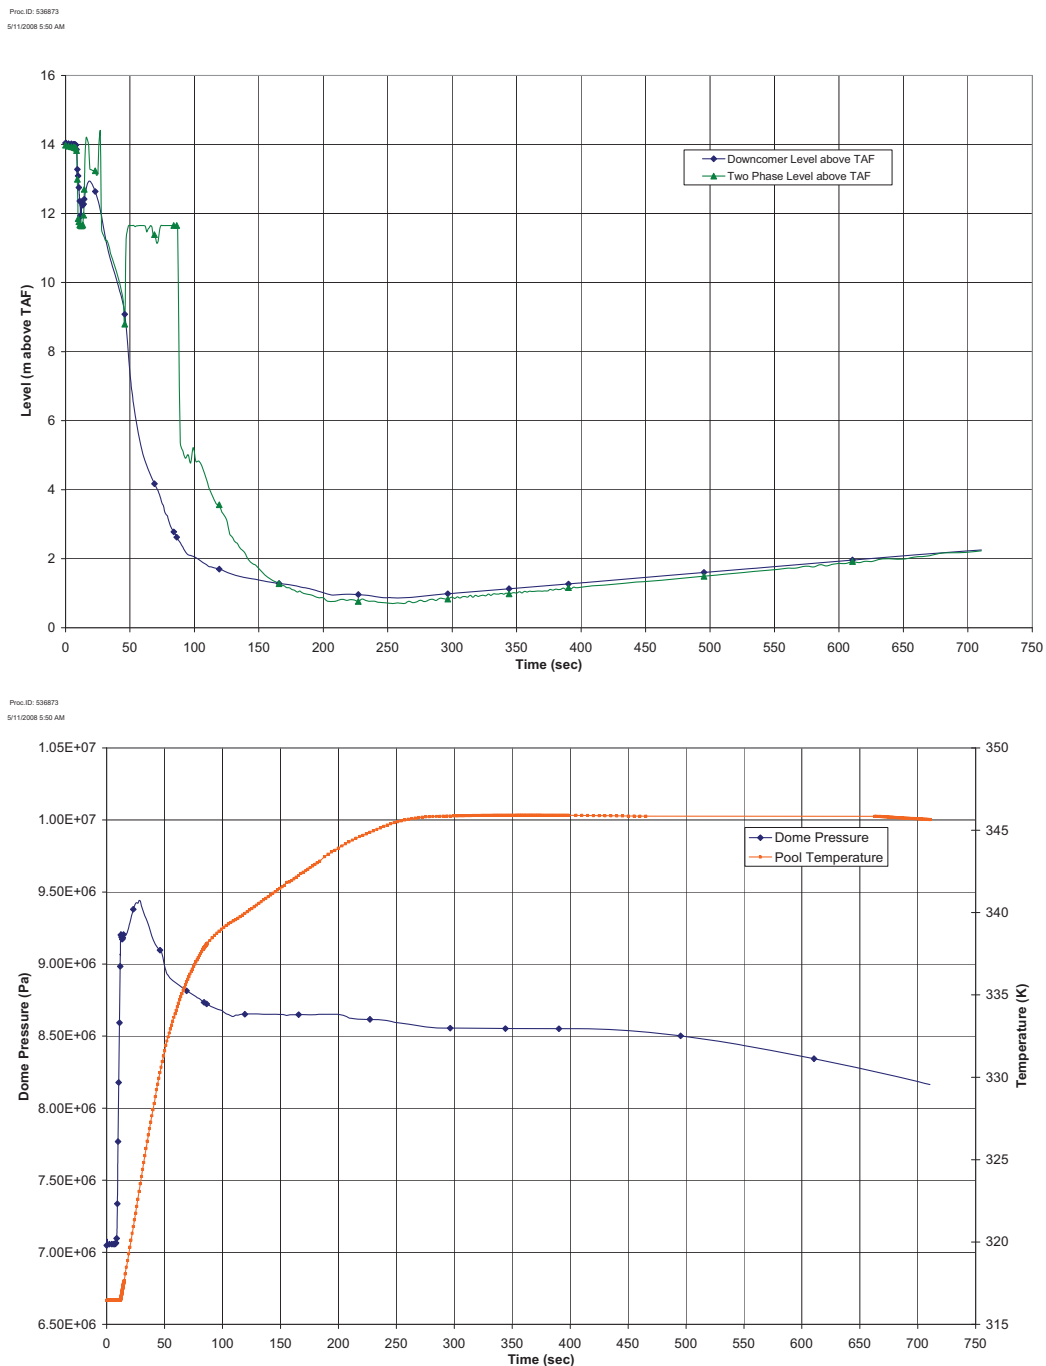 Proc.ID: 536873
5/11/2008 5:50 AM
16
14
12
10
8
6
4
2
0
Level (m above TAF)
Downcomer Level above TAF
Two Phase Level above TAF
0 50 100 150 200 250 300 350 400 450 500 550 600 650 700 750
Time (sec)
Proc.ID: 536873
5/11/2008 5:50 AM
1.05E+07
1.00E+07
9.50E+06
9.00E+06
8.50E+06
8.00E+06
7.50E+06
7.00E+06
6.50E+06
Dome Pressure (Pa)
Dome Pressure
Pool Temperature
350
345
340
335
330
325
320
315
Temperature (K)
0 50 100 150 200 250 300 350 400 450 500 550 600 650 700 750
Time (sec)